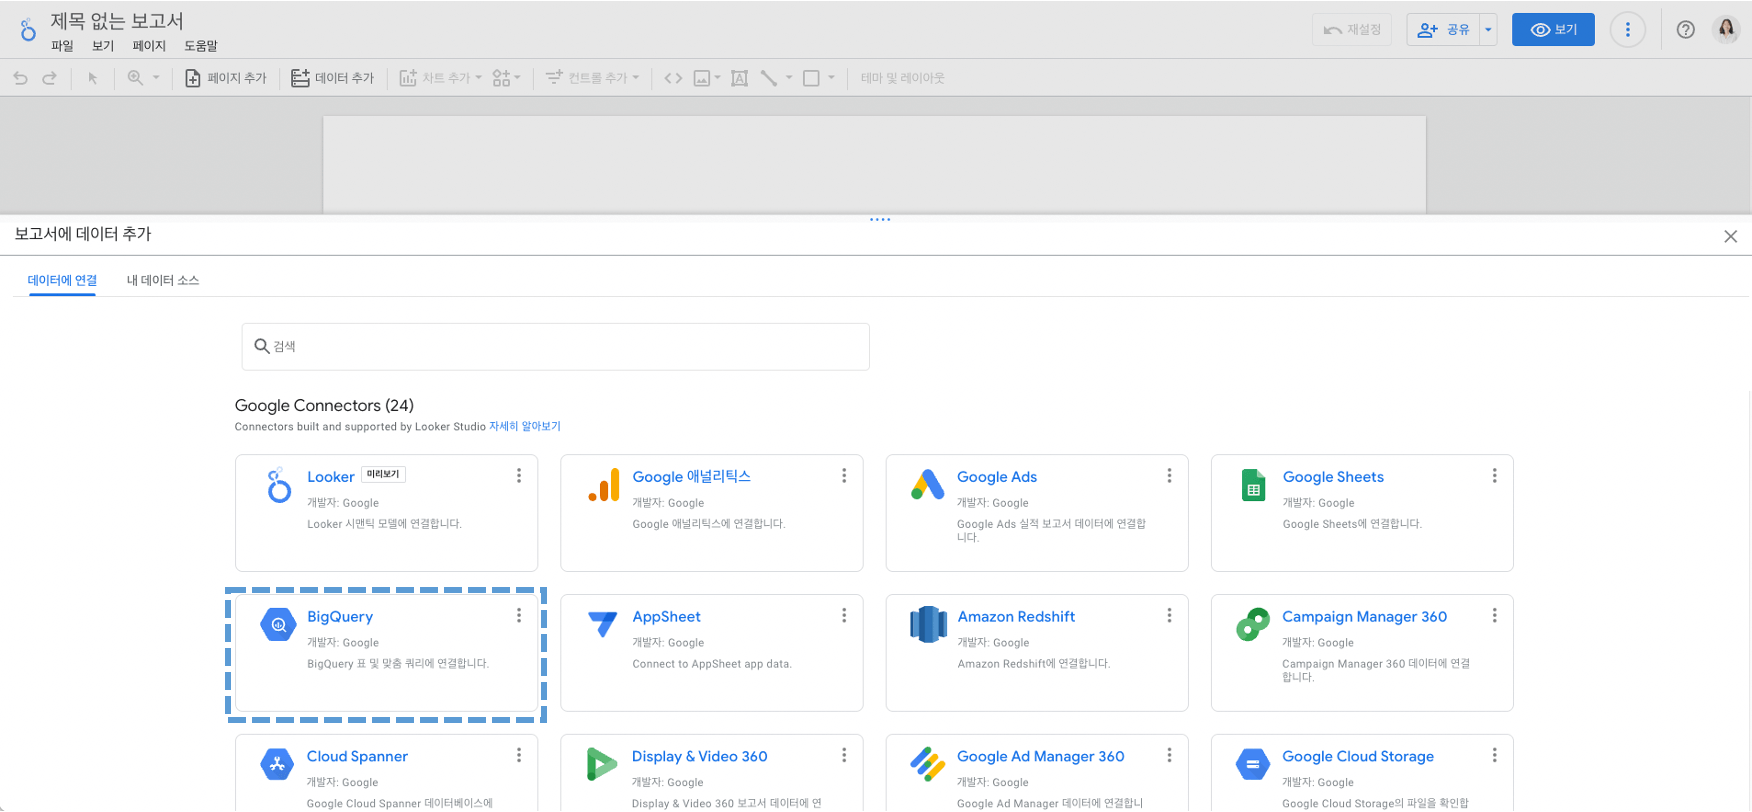 제목 없는 보고서
파일 보기 페이지 도움말
재설정 공유 보기
페이지 추가 데이터 추가 차트 추가 컨트롤 추가 테마 및 레이아웃
보고서에 데이터 추가
데이터에 연결 내 데이터 소스
검색
Google Connectors (24)
Connectors built and supported by Looker Studio 자세히 알아보기
Looker 미리보기
개발자: Google
Looker 시맨틱 모델에 연결합니다.
Google 애널리틱스
개발자: Google
Google 애널리틱스에 연결합니다.
Google Ads
개발자: Google
Google Ads 실적 보고서 데이터에 연결합
니다.
Google Sheets
개발자: Google
Google Sheets에 연결합니다.
BigQuery
개발자: Google
BigQuery 표 및 맞춤 쿼리에 연결합니다.
AppSheet
개발자: Google
Connect to AppSheet app data.
Amazon Redshift
개발자: Google
Amazon Redshift에 연결합니다.
Campaign Manager 360
개발자: Google
Campaign Manager 360 데이터에 연결
합니다.
Cloud Spanner
개발자: Google
Google Cloud Spanner 데이터베이스에
Display & Video 360
개발자: Google
Display & Video 360 보고서 데이터에 연
Google Ad Manager 360
개발자: Google
Google Ad Manager 데이터에 연결합니
Google Cloud Storage
개발자: Google
Google Cloud Storage의 파일을 확인합